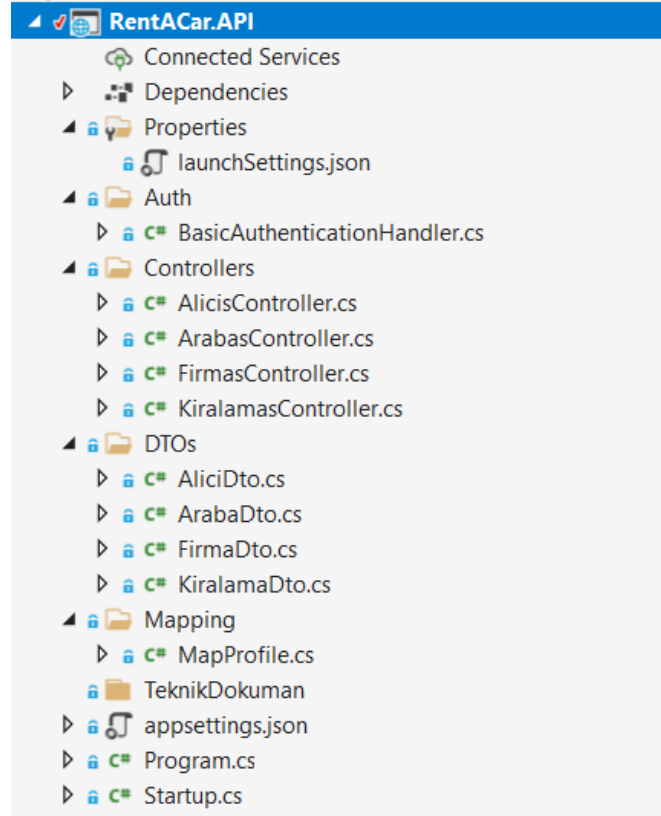 RentACar.API
Connected Services
Dependencies
Properties
launchSettings.json
Auth
C# BasicAuthenticationHandler.cs
Controllers
C# AlicisController.cs
C# ArabasController.cs
C# FirmasController.cs
C# KiralamasController.cs
DTOs
C# AliciDto.cs
C# ArabaDto.cs
C# FirmaDto.cs
C# KiralamaDto.cs
Mapping
C# MapProfile.cs
TeknikDokuman
appsettings.json
C# Program.cs
C# Startup.cs